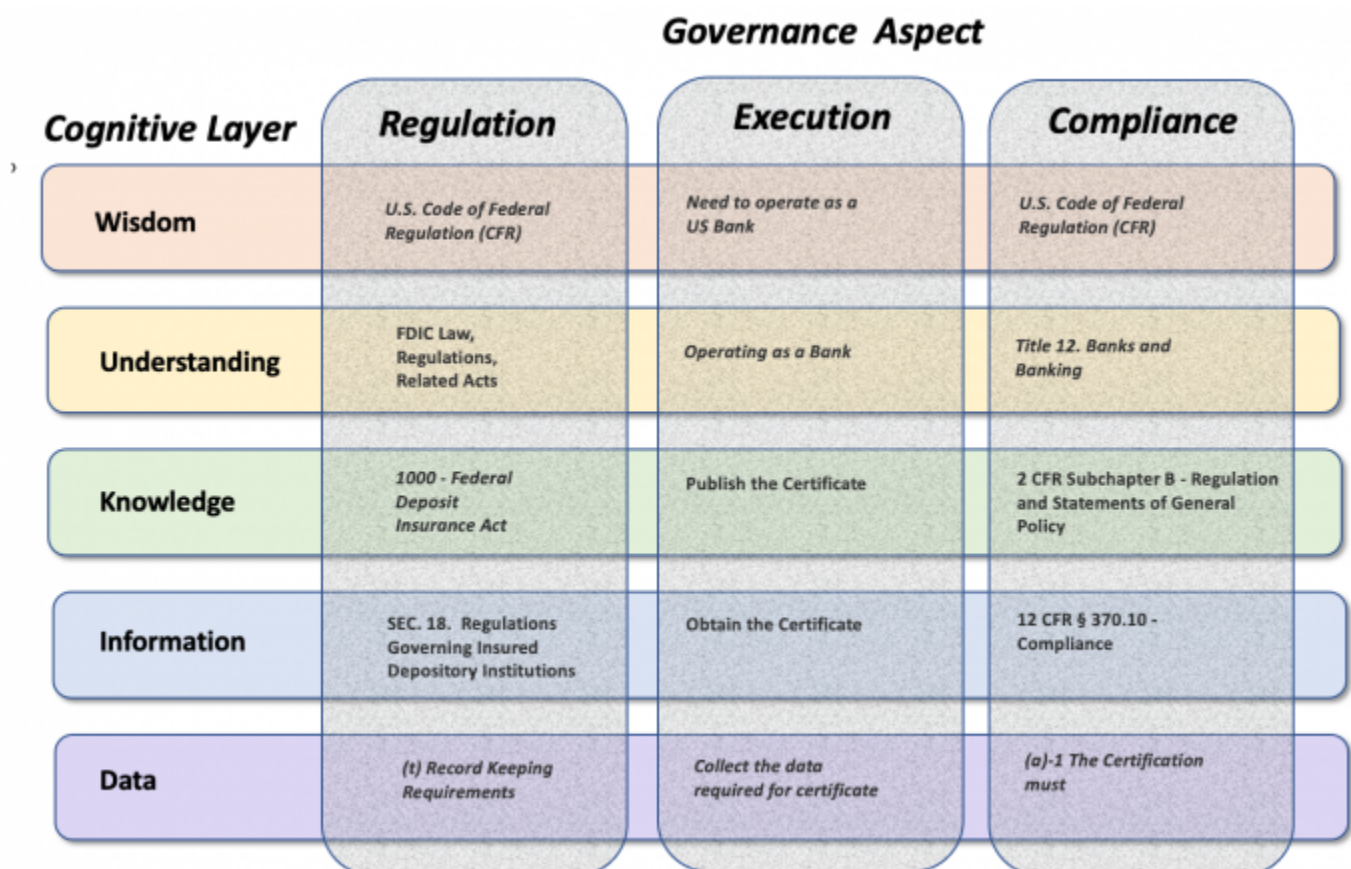 Governance Aspect
Cognitive Layer
Regulation
Execution
Compliance
Wisdom
U.S. Code of Federal
Regulation (CFR)
Need to operate as a
US Bank
U.S. Code of Federal
Regulation (CFR)
Understanding
FDIC Law,
Regulations,
Related Acts
Operating as a Bank
Title 12. Banks and
Banking
Knowledge
1000 - Federal
Deposit
Insurance Act
Publish the Certificate
2 CFR Subchapter B - Regulation
and Statements of General
Policy
Information
SEC. 18. Regulations
Governing Insured
Depository Institutions
Obtain the Certificate
12 CFR § 370.10 -
Compliance
Data
(t) Record Keeping
Requirements
Collect the data
required for certificate
(a)-1 The Certification
must